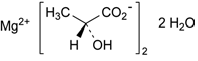 H₃C CO₂⁻
Mg²⁺ [ ]₂ 2 H₂O
H OH